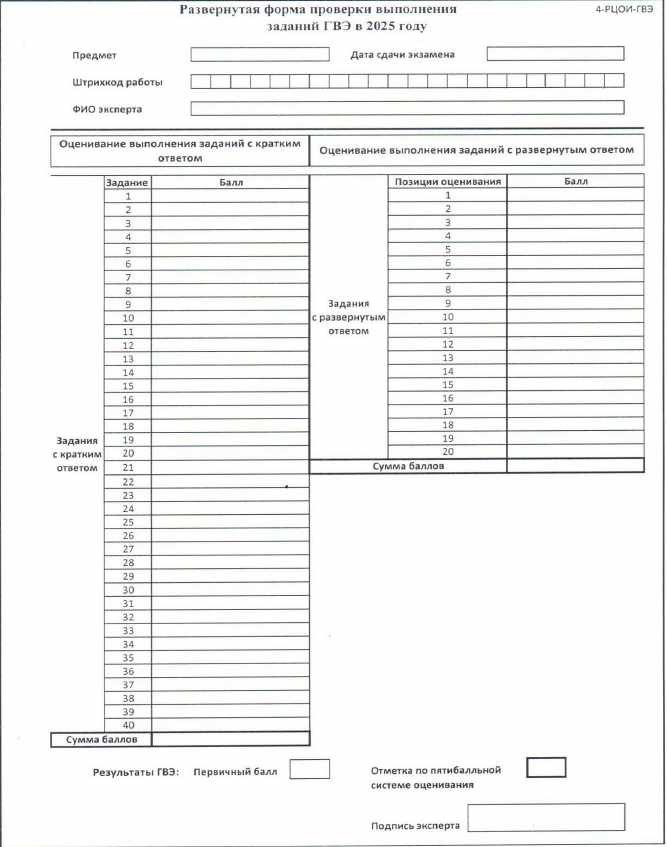 Развернутая форма проверки выполнения
заданий ГВЭ в 2025 году
4-РЦОИ-ГВЭ
Предмет
Дата сдачи экзамена
Штрихкод работы
ФИО эксперта
Оценивание выполнения заданий с кратким
ответом
Оценивание выполнения заданий с развернутым ответом
Задание Балл
1
2
3
4
5
6
7
8
9
10
11
12
13
14
15
16
17
18
19
20
21
22
23
24
25
26
27
28
29
30
31
32
33
34
35
36
37
38
39
40
Задания
с кратким
ответом
Сумма баллов
Позиции оценивания Балл
1
2
3
4
5
6
7
8
9
10
11
12
13
14
15
16
17
18
19
20
Задания
с развернутым
ответом
Сумма баллов
Результаты ГВЭ: Первичный балл
Отметка по пятибалльной
системе оценивания
Подпись эксперта